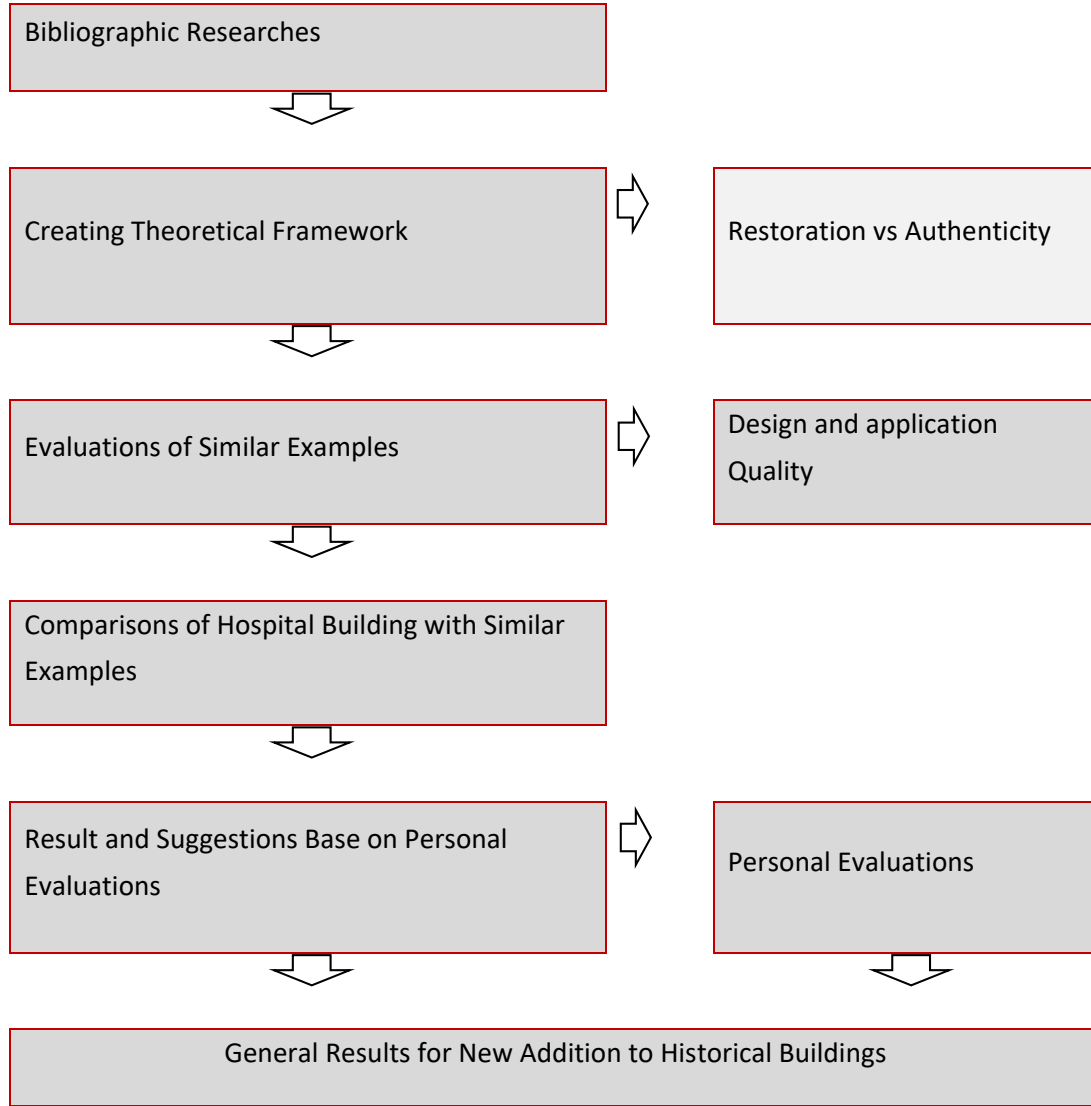 Bibliographic Researches
Creating Theoretical Framework
Restoration vs Authenticity
Evaluations of Similar Examples
Design and application
Quality
Comparisons of Hospital Building with Similar
Examples
Result and Suggestions Base on Personal
Evaluations
Personal Evaluations
General Results for New Addition to Historical Buildings